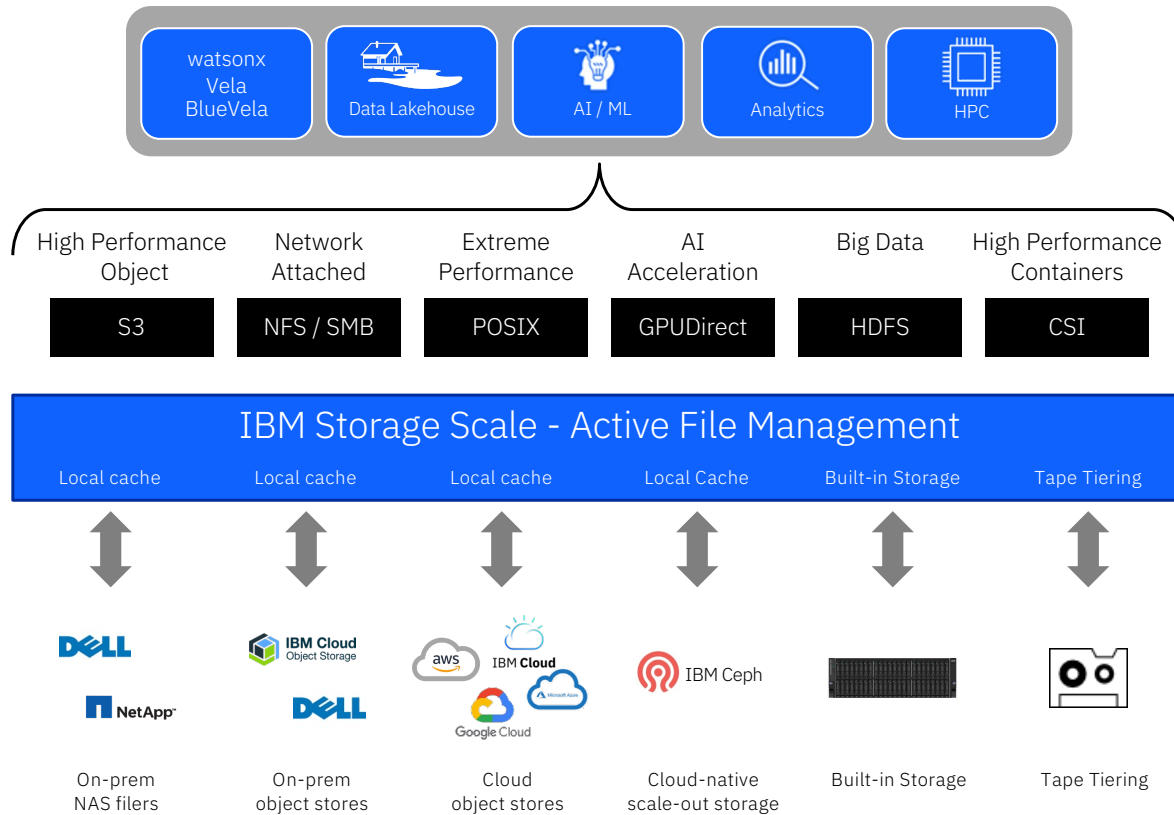 watsonx
Vela
BlueVela
Data Lakehouse
AI / ML
Analytics
HPC
High Performance
Object
Network
Attached
Extreme
Performance
AI
Acceleration
Big Data
High Performance
Containers
S3
NFS / SMB
POSIX
GPUDirect
HDFS
CSI
IBM Storage Scale - Active File Management
Local cache
Local cache
Local cache
Local Cache
Built-in Storage
Tape Tiering
DELL
NetApp
IBM Cloud
Object Storage
DELL
aws
IBM Cloud
Microsoft Azure
Google Cloud
IBM Ceph
On-prem
NAS filers
On-prem
object stores
Cloud
object stores
Cloud-native
scale-out storage
Built-in Storage
Tape Tiering